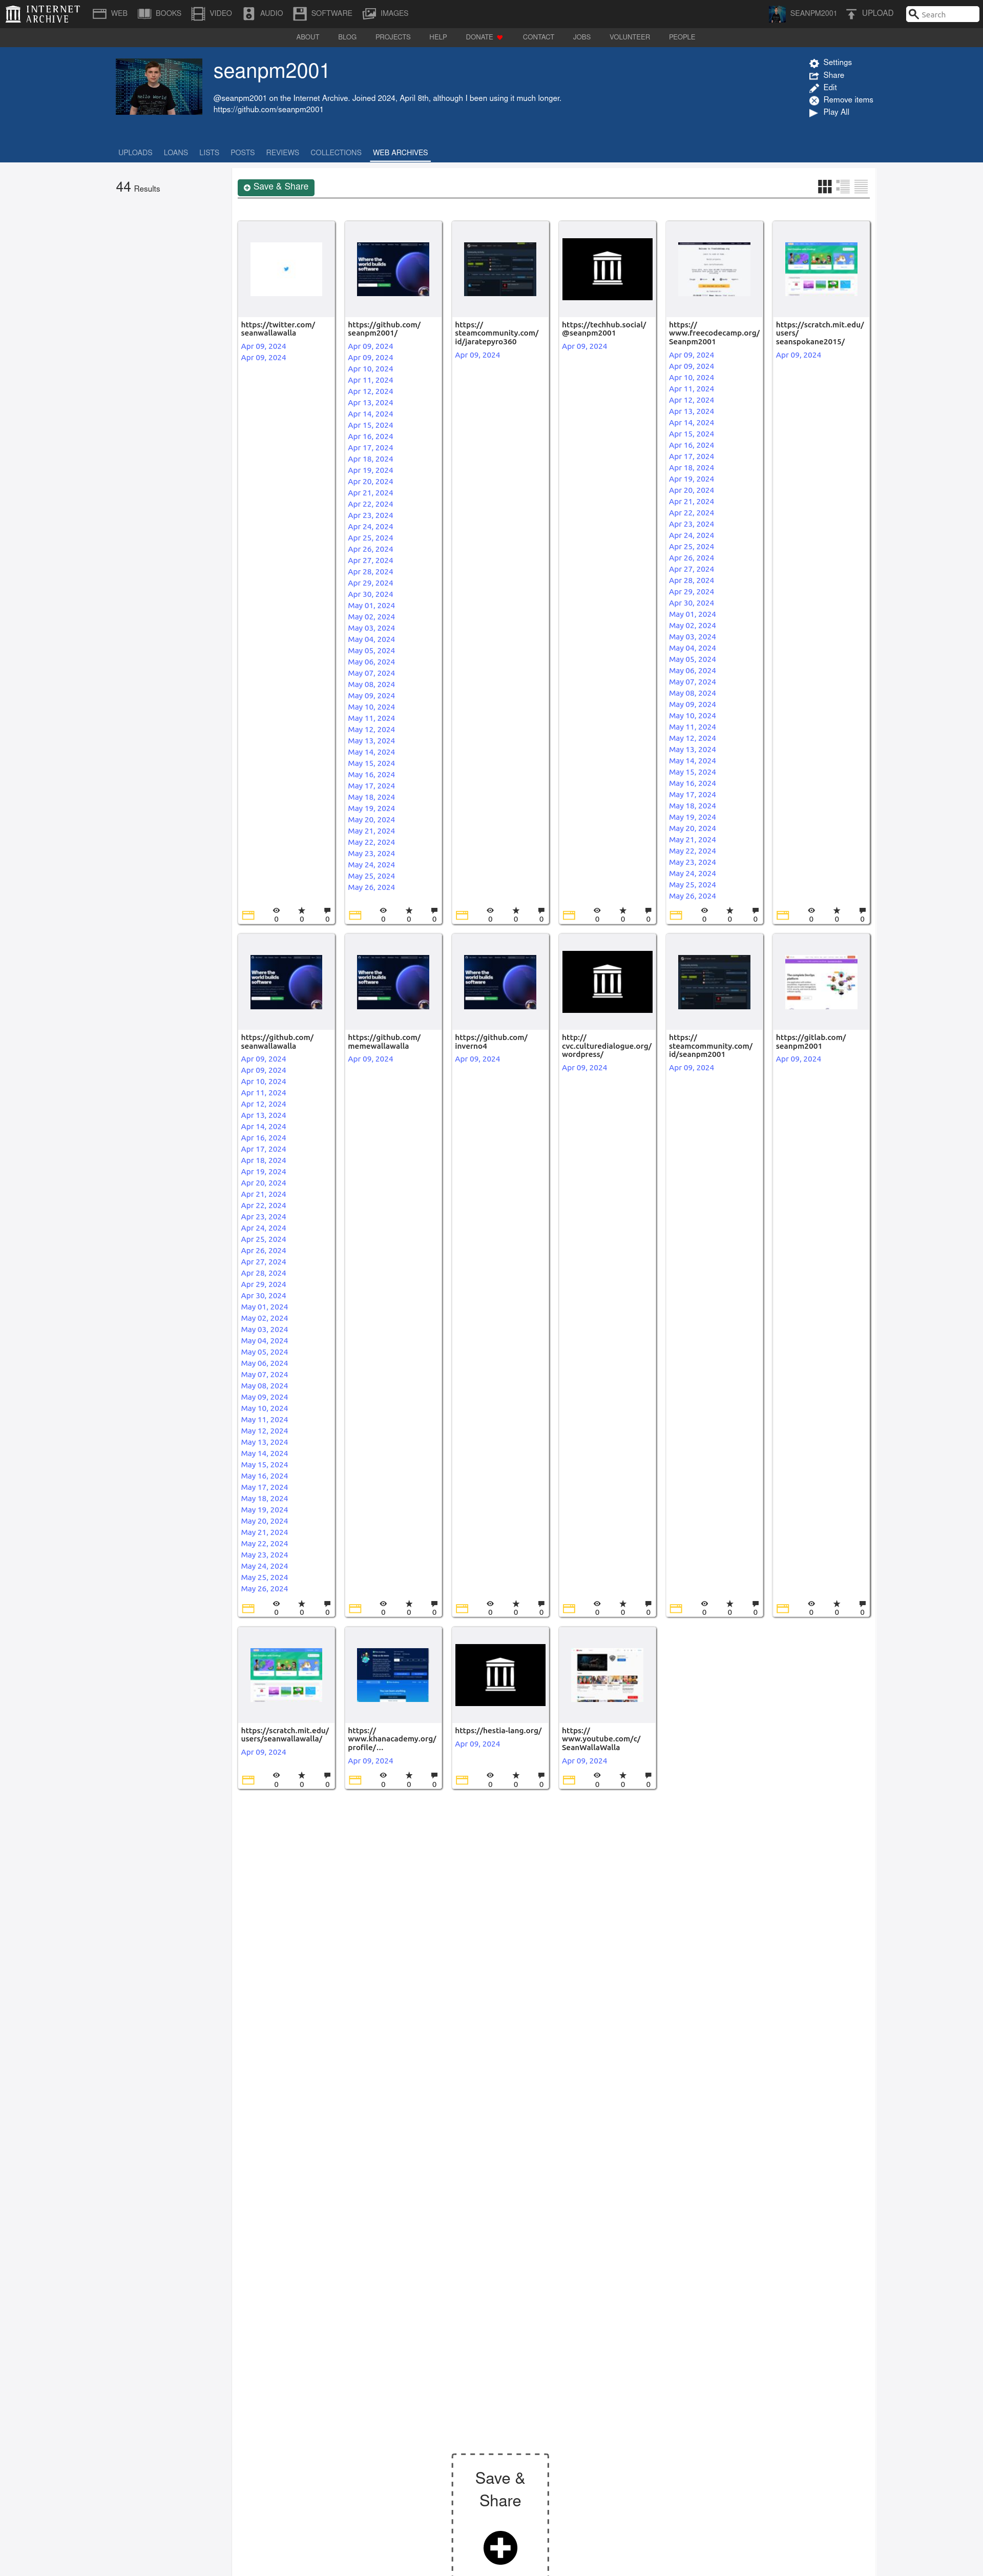 INTERNET ARCHIVE
WEB
BOOKS
VIDEO
AUDIO
SOFTWARE
IMAGES
SEANPM2001
UPLOAD
Search
ABOUT
BLOG
PROJECTS
HELP
DONATE
CONTACT
JOBS
VOLUNTEER
PEOPLE
Hello World
seanpm2001
@seanpm2001 on the Internet Archive. Joined 2024, April 8th, although I been using it much longer.
https://github.com/seanpm2001
Settings
Share
Edit
Remove items
Play All
UPLOADS
LOANS
LISTS
POSTS
REVIEWS
COLLECTIONS
WEB ARCHIVES
44 Results
Save & Share
https://twitter.com/
seanwallawalla
Apr 09, 2024
Apr 09, 2024
0 0 0
Where the
world builds
software
https://github.com/
seanpm2001/
Apr 09, 2024
Apr 09, 2024
Apr 10, 2024
Apr 11, 2024
Apr 12, 2024
Apr 13, 2024
Apr 14, 2024
Apr 15, 2024
Apr 16, 2024
Apr 17, 2024
Apr 18, 2024
Apr 19, 2024
Apr 20, 2024
Apr 21, 2024
Apr 22, 2024
Apr 23, 2024
Apr 24, 2024
Apr 25, 2024
Apr 26, 2024
Apr 27, 2024
Apr 28, 2024
Apr 29, 2024
Apr 30, 2024
May 01, 2024
May 02, 2024
May 03, 2024
May 04, 2024
May 05, 2024
May 06, 2024
May 07, 2024
May 08, 2024
May 09, 2024
May 10, 2024
May 11, 2024
May 12, 2024
May 13, 2024
May 14, 2024
May 15, 2024
May 16, 2024
May 17, 2024
May 18, 2024
May 19, 2024
May 20, 2024
May 21, 2024
May 22, 2024
May 23, 2024
May 24, 2024
May 25, 2024
May 26, 2024
0 0 0
https://
steamcommunity.com/
id/jaratepyro360
Apr 09, 2024
0 0 0
https://techhub.social/
@seanpm2001
Apr 09, 2024
0 0 0
https://
www.freecodecamp.org/
Seanpm2001
Apr 09, 2024
Apr 09, 2024
Apr 10, 2024
Apr 11, 2024
Apr 12, 2024
Apr 13, 2024
Apr 14, 2024
Apr 15, 2024
Apr 16, 2024
Apr 17, 2024
Apr 18, 2024
Apr 19, 2024
Apr 20, 2024
Apr 21, 2024
Apr 22, 2024
Apr 23, 2024
Apr 24, 2024
Apr 25, 2024
Apr 26, 2024
Apr 27, 2024
Apr 28, 2024
Apr 29, 2024
Apr 30, 2024
May 01, 2024
May 02, 2024
May 03, 2024
May 04, 2024
May 05, 2024
May 06, 2024
May 07, 2024
May 08, 2024
May 09, 2024
May 10, 2024
May 11, 2024
May 12, 2024
May 13, 2024
May 14, 2024
May 15, 2024
May 16, 2024
May 17, 2024
May 18, 2024
May 19, 2024
May 20, 2024
May 21, 2024
May 22, 2024
May 23, 2024
May 24, 2024
May 25, 2024
May 26, 2024
0 0 0
https://scratch.mit.edu/
users/
seanspokane2015/
Apr 09, 2024
0 0 0
Where the
world builds
software
https://github.com/
seanwallawalla
Apr 09, 2024
Apr 09, 2024
Apr 10, 2024
Apr 11, 2024
Apr 12, 2024
Apr 13, 2024
Apr 14, 2024
Apr 16, 2024
Apr 17, 2024
Apr 18, 2024
Apr 19, 2024
Apr 20, 2024
Apr 21, 2024
Apr 22, 2024
Apr 23, 2024
Apr 24, 2024
Apr 25, 2024
Apr 26, 2024
Apr 27, 2024
Apr 28, 2024
Apr 29, 2024
Apr 30, 2024
May 01, 2024
May 02, 2024
May 03, 2024
May 04, 2024
May 05, 2024
May 06, 2024
May 07, 2024
May 08, 2024
May 09, 2024
May 10, 2024
May 11, 2024
May 12, 2024
May 13, 2024
May 14, 2024
May 15, 2024
May 16, 2024
May 17, 2024
May 18, 2024
May 19, 2024
May 20, 2024
May 21, 2024
May 22, 2024
May 23, 2024
May 24, 2024
May 25, 2024
May 26, 2024
0 0 0
Where the
world builds
software
https://github.com/
memewallawalla
Apr 09, 2024
0 0 0
Where the
world builds
software
https://github.com/
inverno4
Apr 09, 2024
0 0 0
http://
cvc.culturedialogue.org/
wordpress/
Apr 09, 2024
0 0 0
https://
steamcommunity.com/
id/seanpm2001
Apr 09, 2024
0 0 0
https://gitlab.com/
seanpm2001
Apr 09, 2024
0 0 0
https://scratch.mit.edu/
users/seanwallawalla/
Apr 09, 2024
0 0 0
https://
www.khanacademy.org/
profile/…
Apr 09, 2024
0 0 0
https://hestia-lang.org/
Apr 09, 2024
0 0 0
https://
www.youtube.com/c/
SeanWallaWalla
Apr 09, 2024
0 0 0
Save &
Share